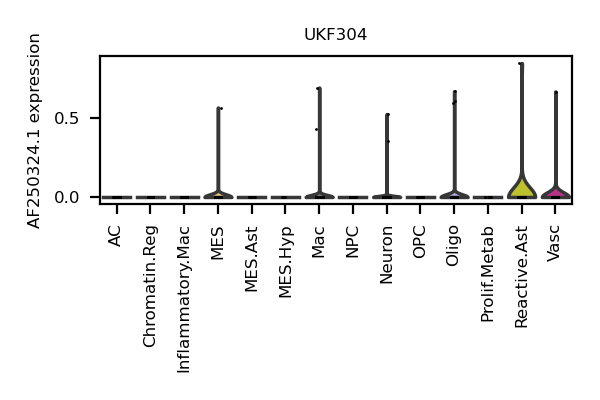 UKF304
AF250324.1 expression
0.5
0.0
AC
Chromatin.Reg
Inflammatory.Mac
MES
MES.Ast
MES.Hyp
Mac
NPC
Neuron
OPC
Oligo
Prolif.Metab
Reactive.Ast
Vasc